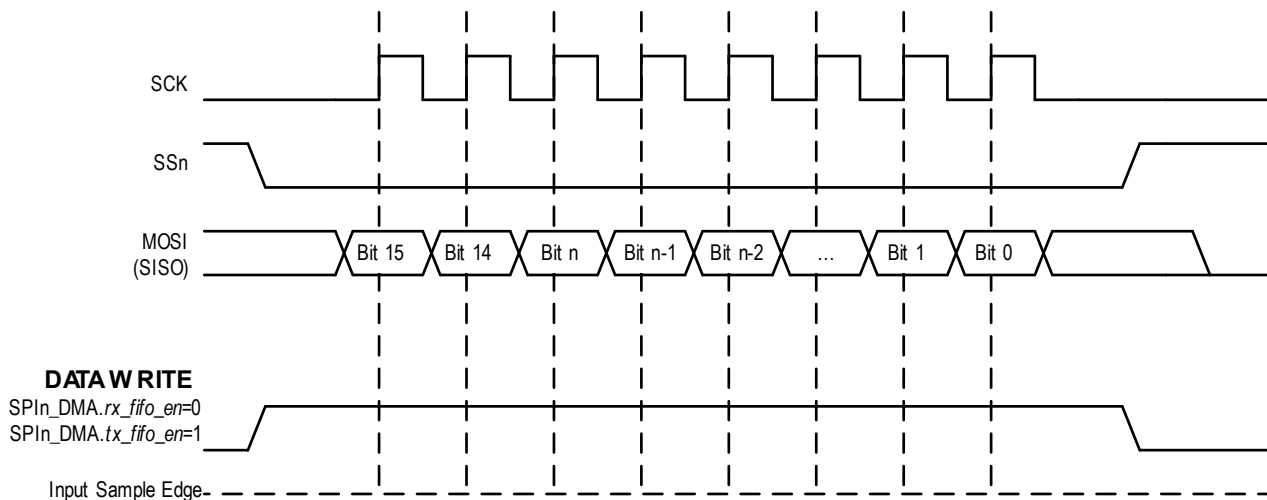 SCK
SSn
MOSI
(SISO)
Bit 15 Bit 14 Bit n Bit n-1 Bit n-2 ... Bit 1 Bit 0
DATA WRITE
SPIn_DMA.rx_fifo_en=0
SPIn_DMA.tx_fifo_en=1
Input Sample Edge